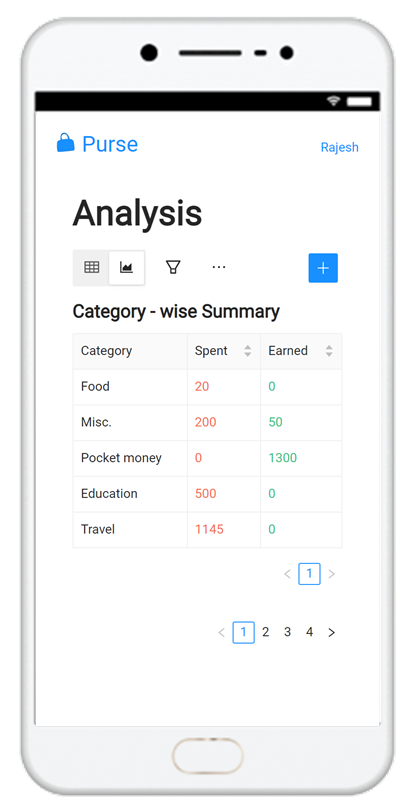 Purse
Rajesh
Analysis
Category - wise Summary
Category Spent Earned
Food 20 0
Misc. 200 50
Pocket money 0 1300
Education 500 0
Travel 1145 0
< 1 >
< 1 2 3 4 >